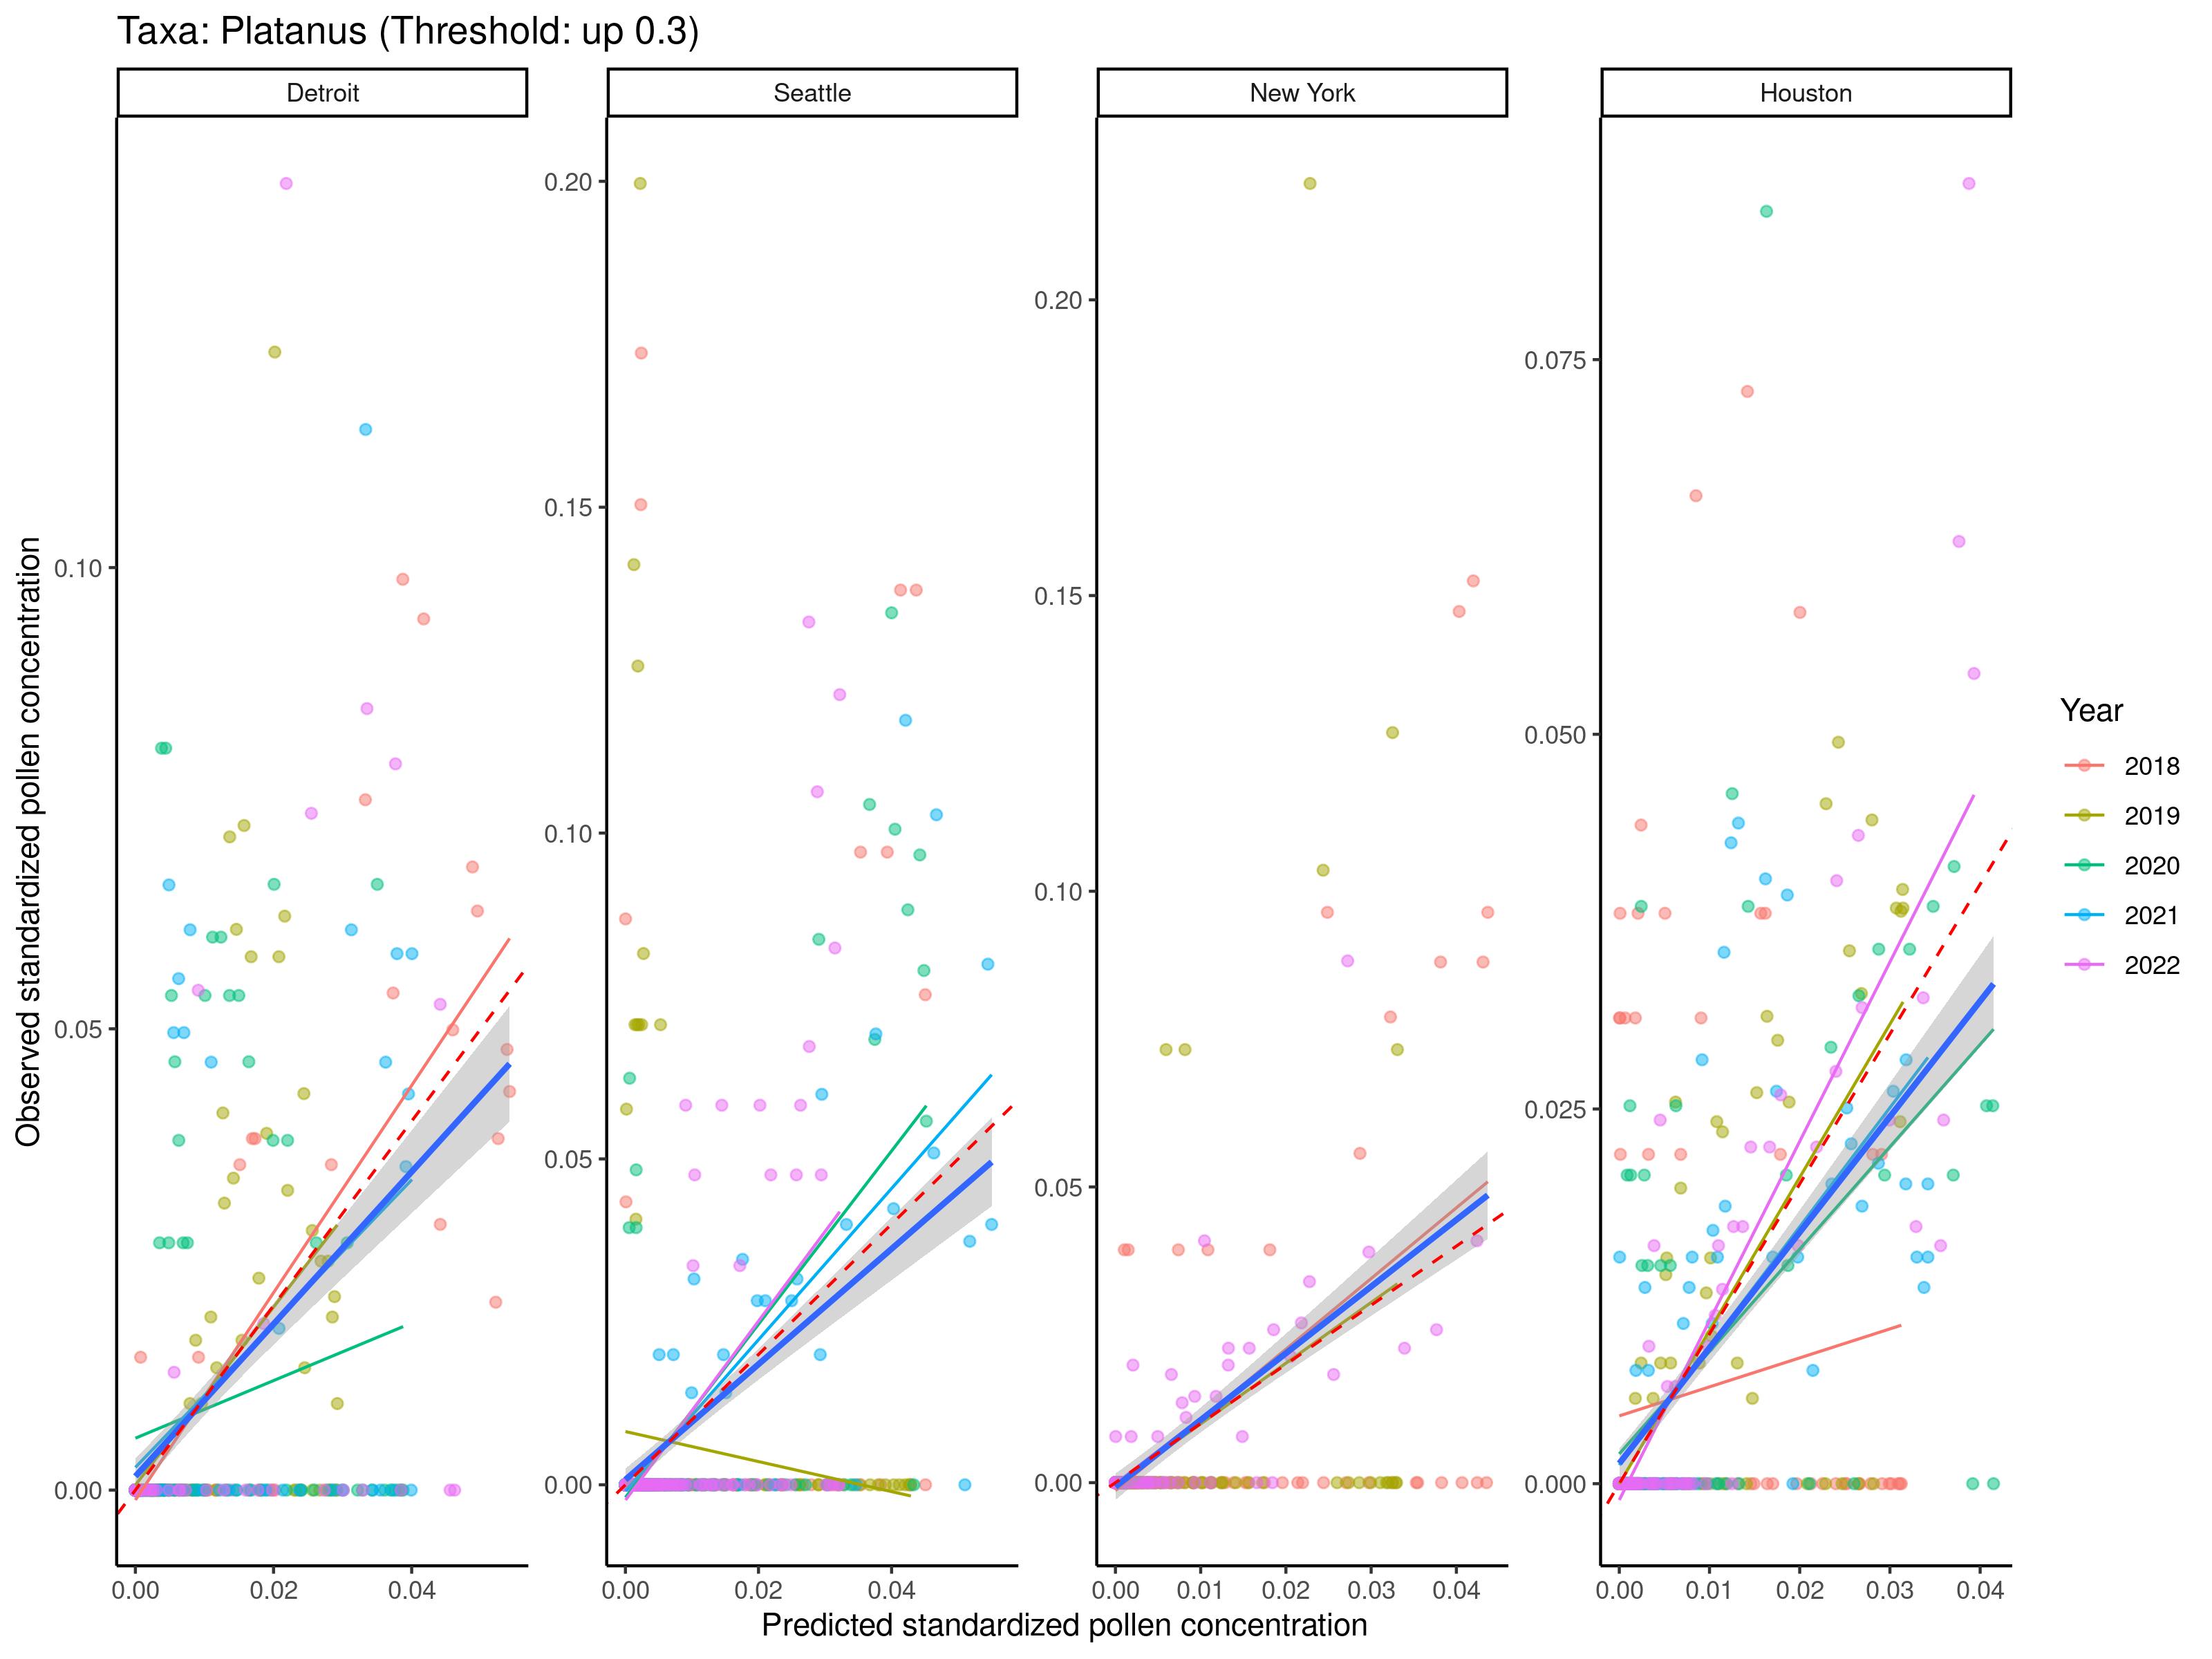 Taxa: Platanus (Threshold: up 0.3)
Detroit
Seattle
New York
Houston
Observed standardized pollen concentration
0.10
0.05
0.00
0.20
0.15
0.10
0.05
0.00
0.20
0.15
0.10
0.05
0.00
0.075
0.050
0.025
0.000
0.00 0.02 0.04
0.00 0.02 0.04
0.00 0.01 0.02 0.03 0.04
0.00 0.01 0.02 0.03 0.04
Predicted standardized pollen concentration
Year
2018
2019
2020
2021
2022